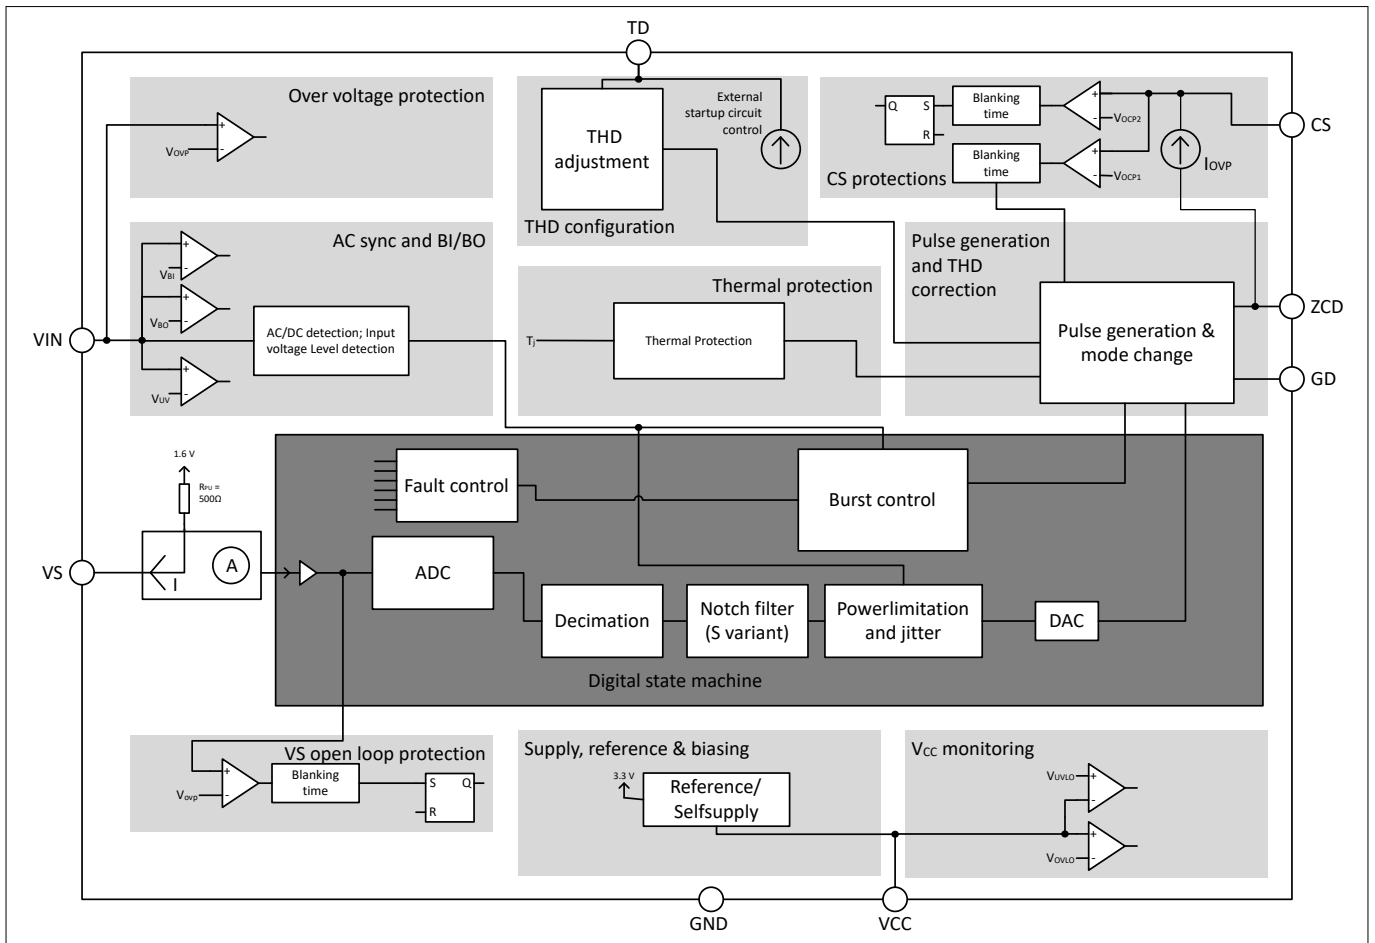 TD
Over voltage protection
+
VOVP
-
THD
adjustment
External
startup circuit
control
THD configuration
Q
S
R
Blanking
time
+
-
VOCP2
Blanking
time
+
-
VOCP1
IOVP
CS protections
CS
AC sync and BI/BO
+
VBI
-
+
VBO
-
+
VUV
-
AC/DC detection; Input
voltage Level detection
VIN
Thermal protection
Tj
Thermal Protection
Pulse generation
and THD
correction
Pulse generation &
mode change
ZCD
GD
1.6 V
RPU =
500Ω
I
A
VS
Fault control
Burst control
ADC
Decimation
Notch filter
(S variant)
Powerlimitation
and jitter
DAC
Digital state machine
VS open loop protection
+
Vovp
-
Blanking
time
S
Q
R
Supply, reference & biasing
3.3 V
Reference/
Selfsupply
VCC monitoring
VUVLO
+
-
+
VOVLO
-
GND
VCC